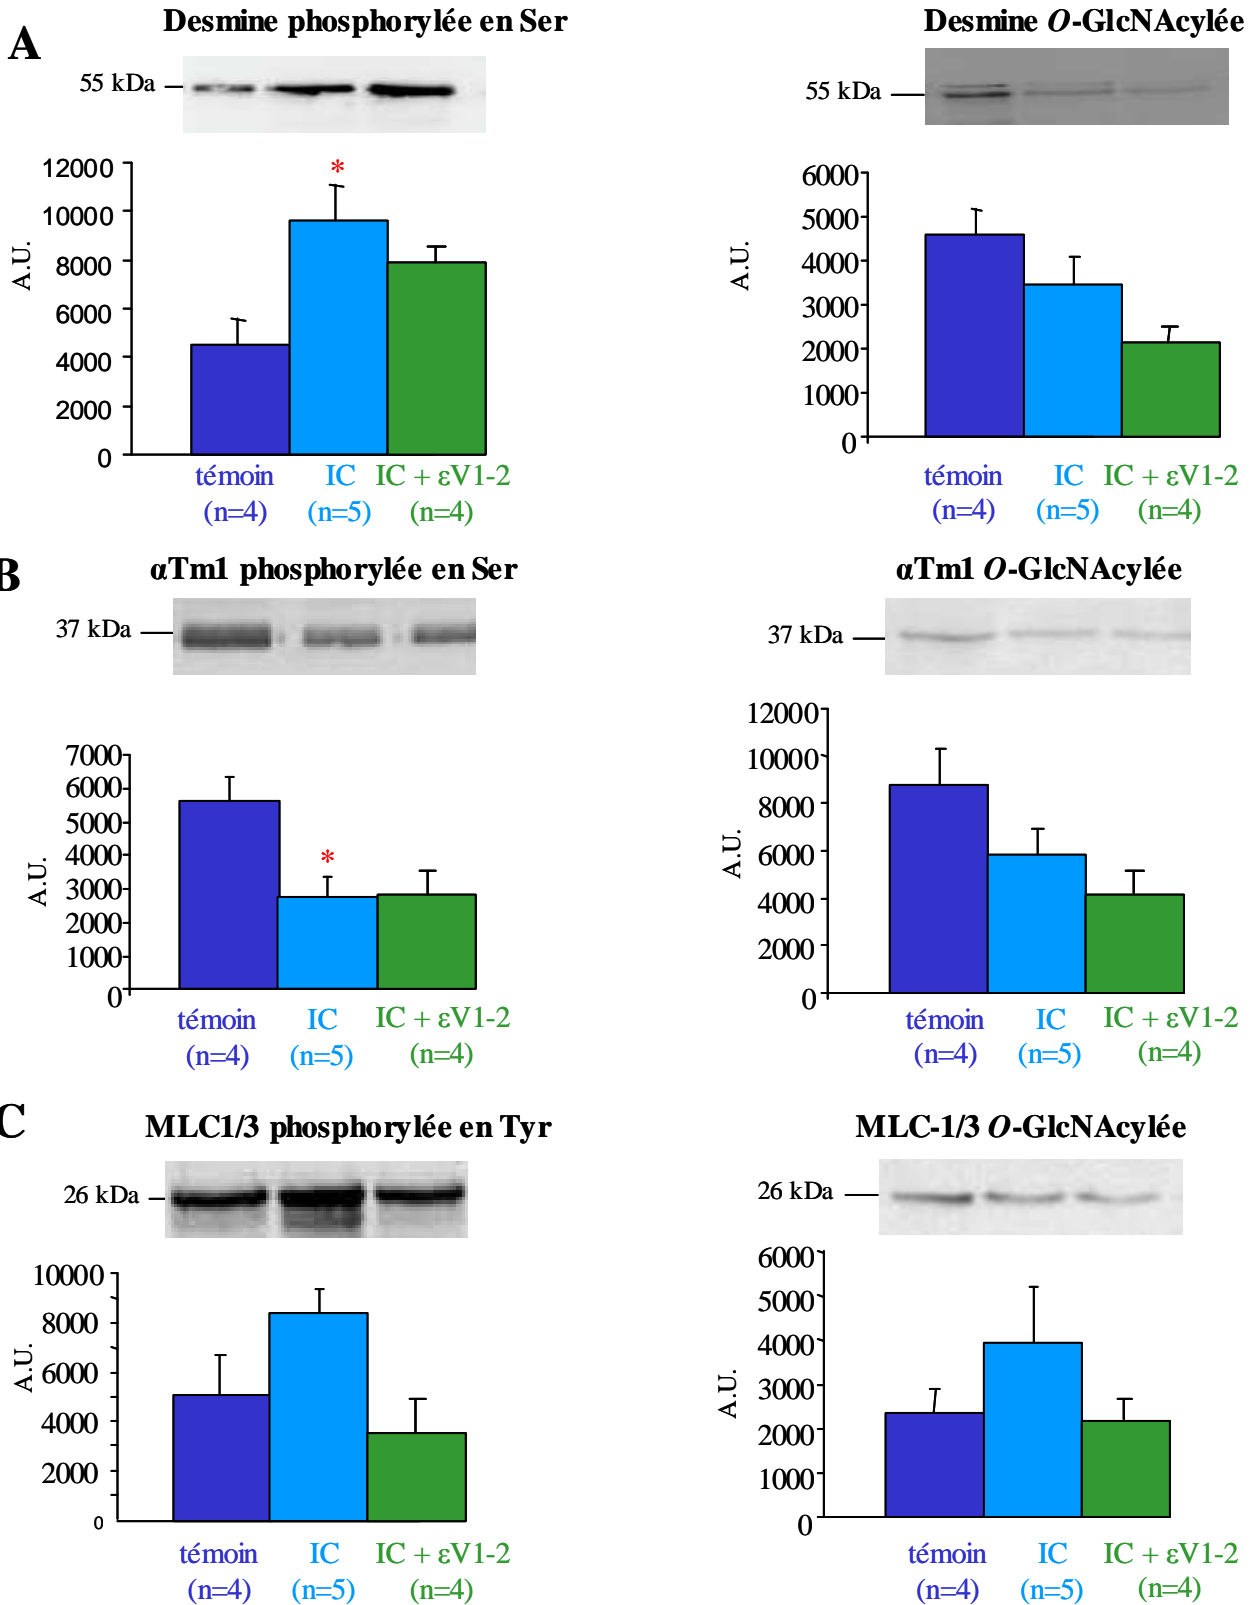 A
Desmine phosphorylée en Ser
55 kDa
12000
10000
8000
6000
4000
2000
0
A.U.
*
témoin IC IC + εV1-2
(n=4) (n=5) (n=4)
Desmine O-GlcNAcylée
55 kDa
6000
5000
4000
3000
2000
1000
0
A.U.
témoin IC IC + εV1-2
(n=4) (n=5) (n=4)
B
αTm1 phosphorylée en Ser
37 kDa
7000
6000
5000
4000
3000
2000
1000
0
A.U.
*
témoin IC IC + εV1-2
(n=4) (n=5) (n=4)
αTm1 O-GlcNAcylée
37 kDa
12000
10000
8000
6000
4000
2000
0
A.U.
témoin IC IC + εV1-2
(n=4) (n=5) (n=4)
C
MLC1/3 phosphorylée en Tyr
26 kDa
10000
8000
6000
4000
2000
0
A.U.
témoin IC IC + εV1-2
(n=4) (n=5) (n=4)
MLC-1/3 O-GlcNAcylée
26 kDa
6000
5000
4000
3000
2000
1000
0
A.U.
témoin IC IC + εV1-2
(n=4) (n=5) (n=4)